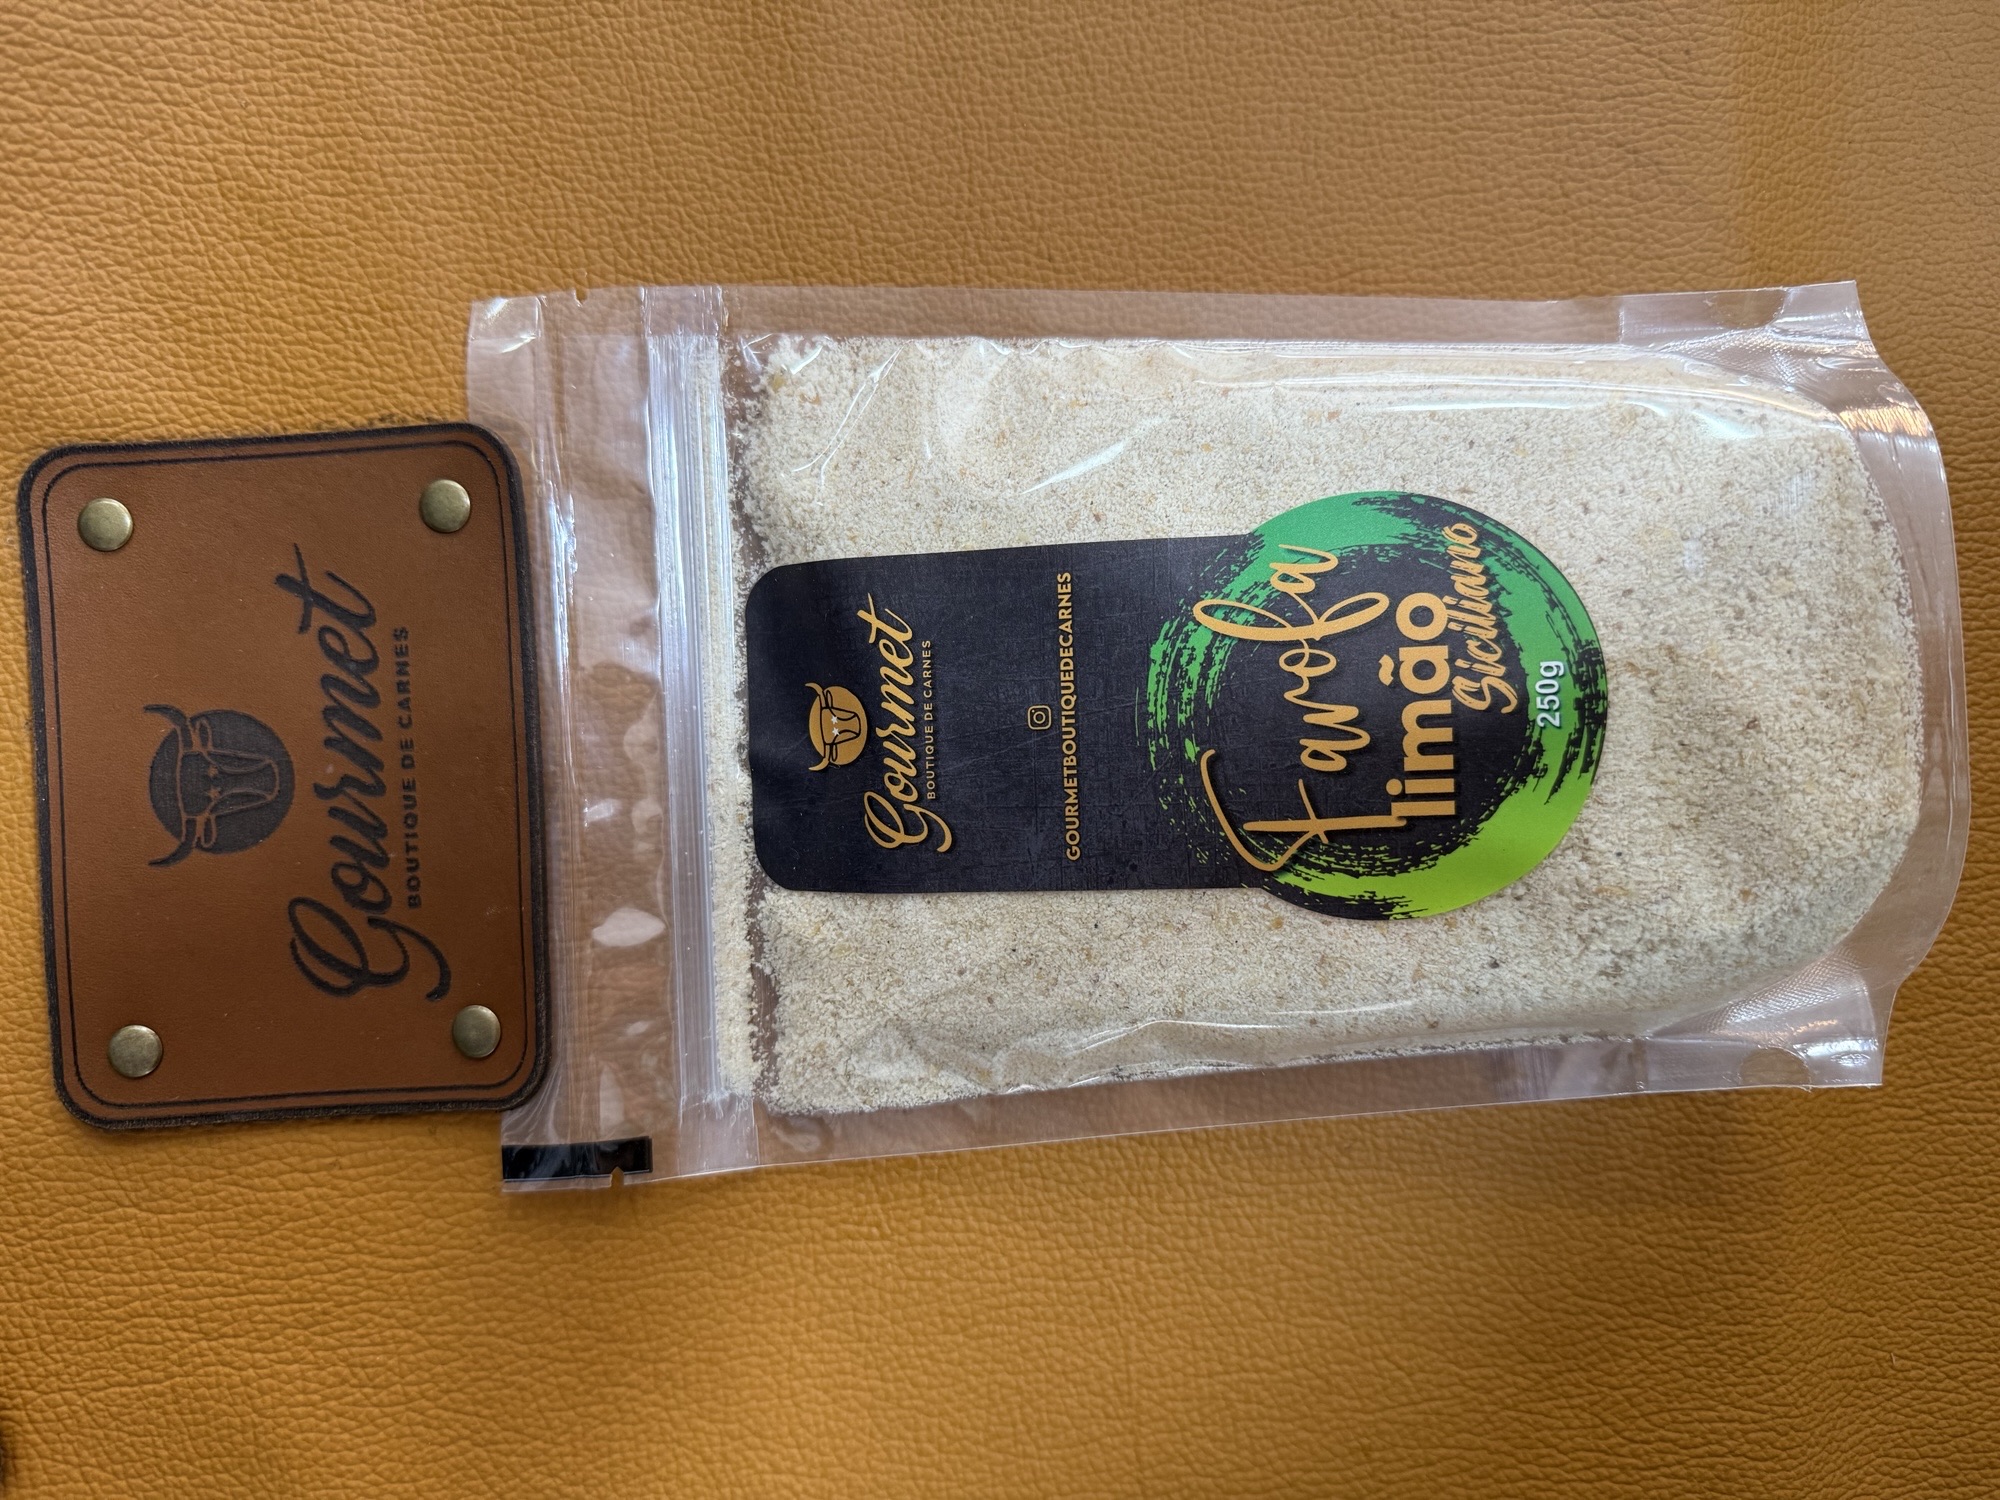 Gourmet
BOUTIQUE DE CARNES
Gourmet
BOUTIQUE DE CARNES
GOURMETBOUTIQUEDECARNES
Farofa
limão
Siciliano
250g